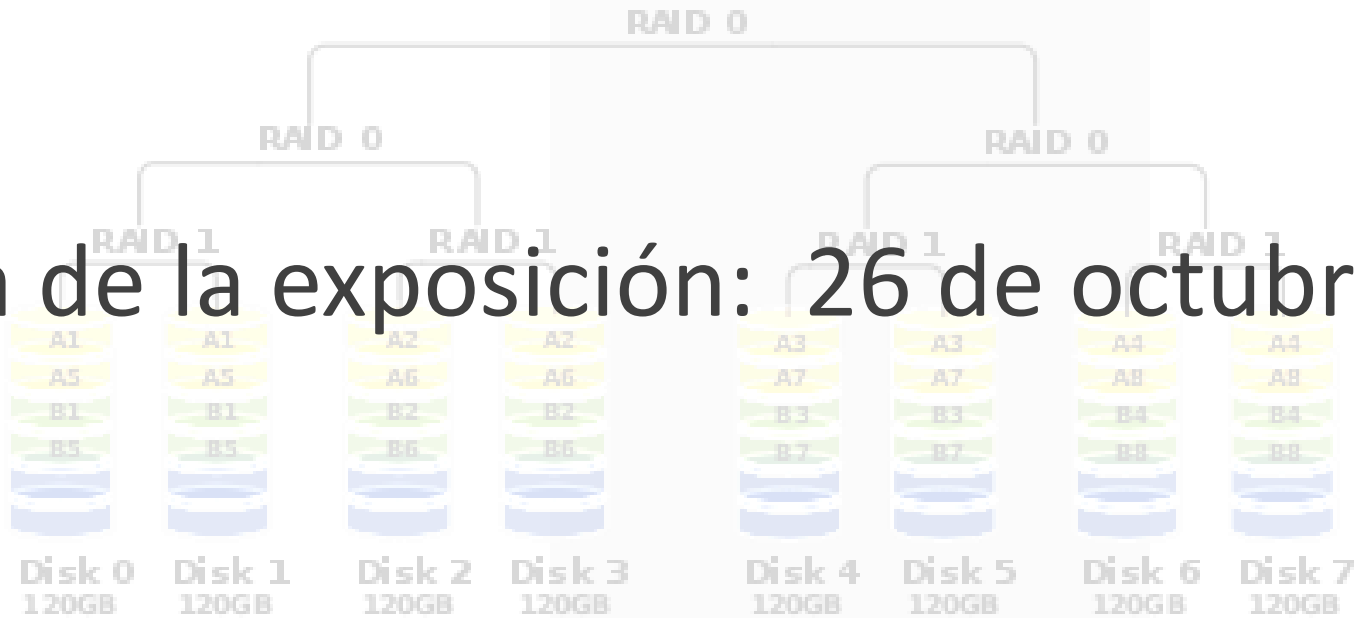 RAID 0
RAID 0 RAID 0
RAID 1 RAID 1 RAID 1 RAID 1
de la exposición: 26 de octubr
A1 A1 A2 A2 A3 A3 A4 A4
A5 A5 A6 A6 A7 A7 A8 A8
B1 B1 B2 B2 B3 B3 B4 B4
B5 B5 B6 B6 B7 B7 B8 B8
Disk 0 Disk 1 Disk 2 Disk 3 Disk 4 Disk 5 Disk 6 Disk 7
120GB 120GB 120GB 120GB 120GB 120GB 120GB 120GB